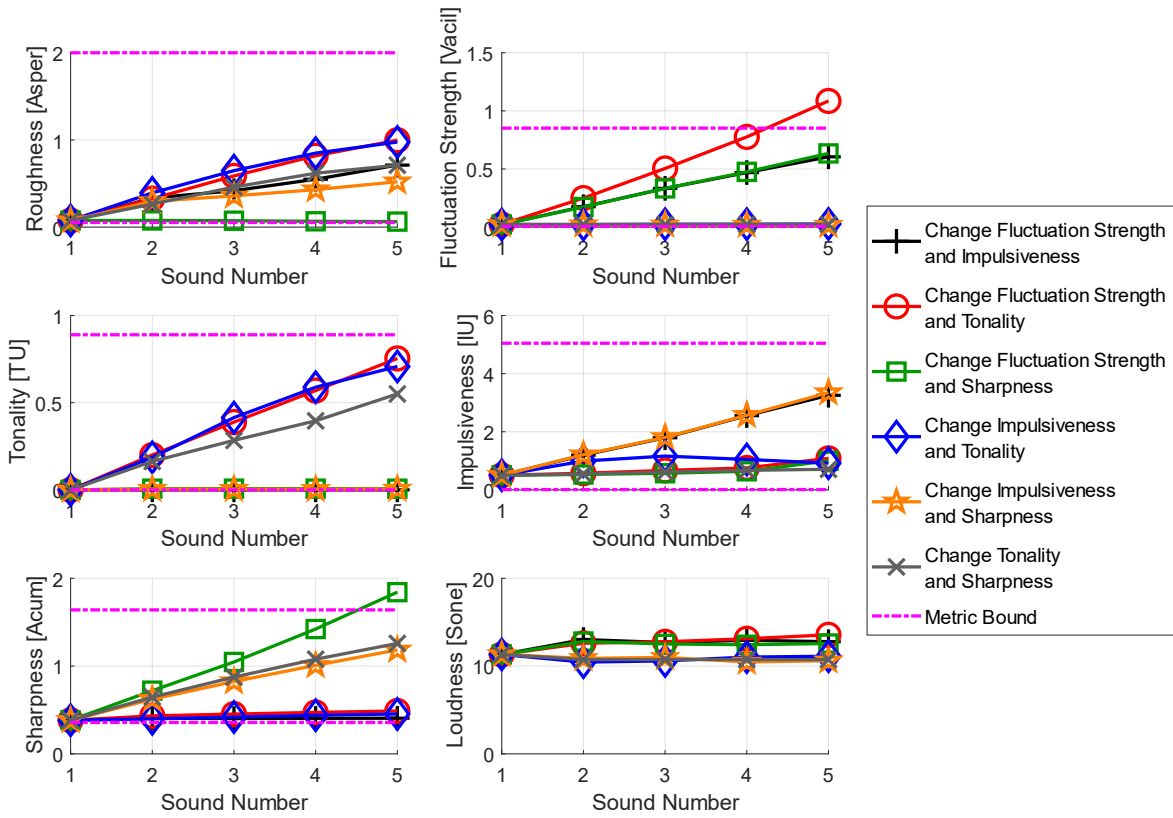 2
1
0
Roughness [Asper]
1 2 3 4 5
Sound Number
1.5
1
0.5
0
Fluctuation Strength [Vacil]
1 2 3 4 5
Sound Number
1
0.5
0
Tonality [TU]
1 2 3 4 5
Sound Number
6
4
2
0
Impulsiveness [IU]
1 2 3 4 5
Sound Number
2
1
0
Sharpness [Acum]
1 2 3 4 5
Sound Number
20
10
0
Loudness [Sone]
1 2 3 4 5
Sound Number
Change Fluctuation Strength
and Impulsiveness
Change Fluctuation Strength
and Tonality
Change Fluctuation Strength
and Sharpness
Change Impulsiveness
and Tonality
Change Impulsiveness
and Sharpness
Change Tonality
and Sharpness
Metric Bound